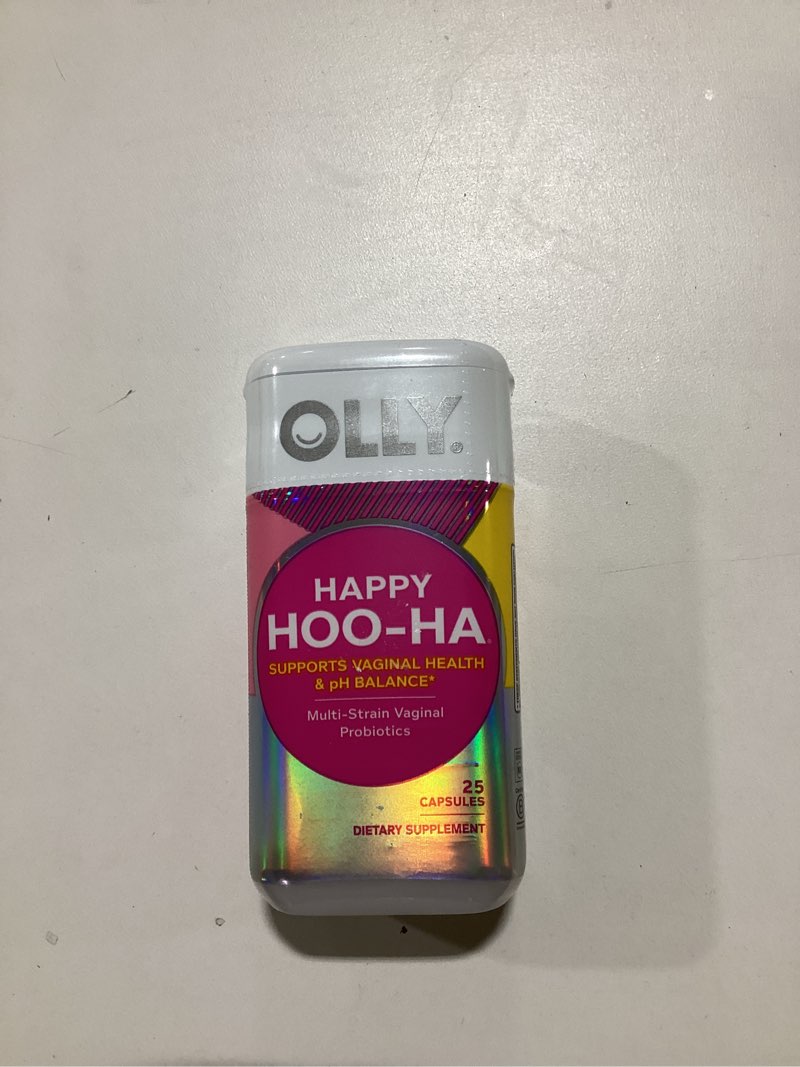 OLLY®
HAPPY
HOO-HA®
SUPPORTS VAGINAL HEALTH
& pH BALANCE*
Multi-Strain Vaginal
Probiotics
25
CAPSULES
DIETARY SUPPLEMENT